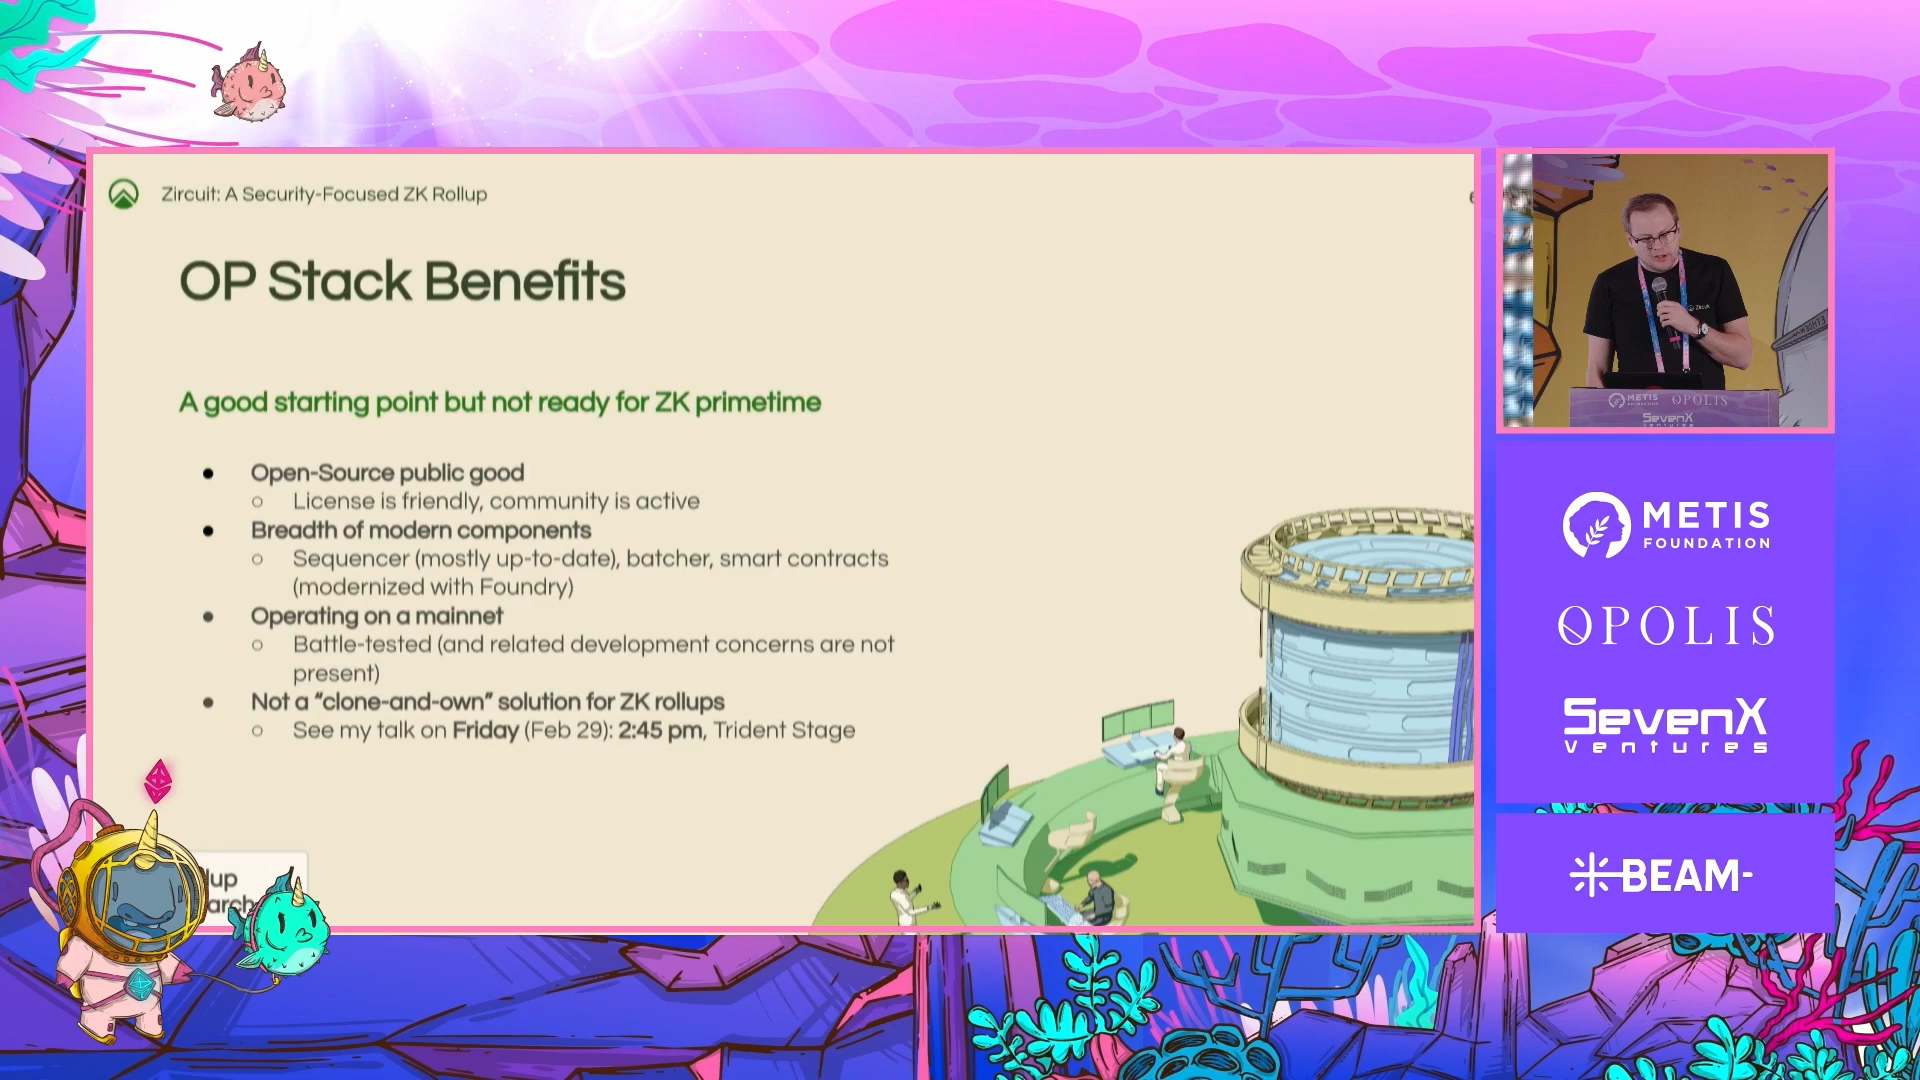 Zircuit: A Security-Focused ZK Rollup
OP Stack Benefits
A good starting point but not ready for ZK primetime
● Open-Source public good
○ License is friendly, community is active
● Breadth of modern components
○ Sequencer (mostly up-to-date), batcher, smart contracts
(modernized with Foundry)
● Operating on a mainnet
○ Battle-tested (and related development concerns are not
present)
● Not a “clone-and-own” solution for ZK rollups
○ See my talk on Friday (Feb 29): 2:45 pm, Trident Stage
METIS
OPOLIS
SevenX
METIS
FOUNDATION
OPOLIS
SevenX
Ventures
BEAM